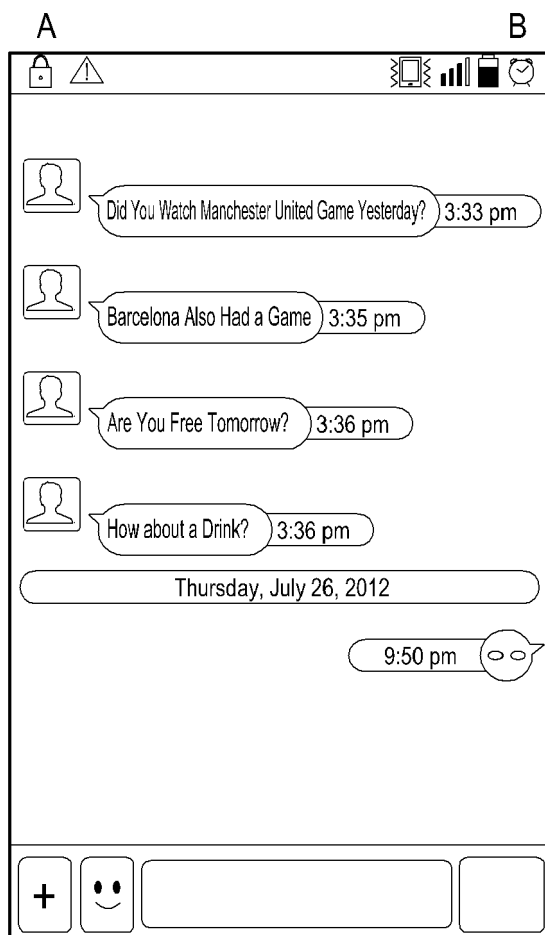 A B
Did You Watch Manchester United Game Yesterday? 3:33 pm
Barcelona Also Had a Game 3:35 pm
Are You Free Tomorrow? 3:36 pm
How about a Drink? 3:36 pm
Thursday, July 26, 2012
9:50 pm
+